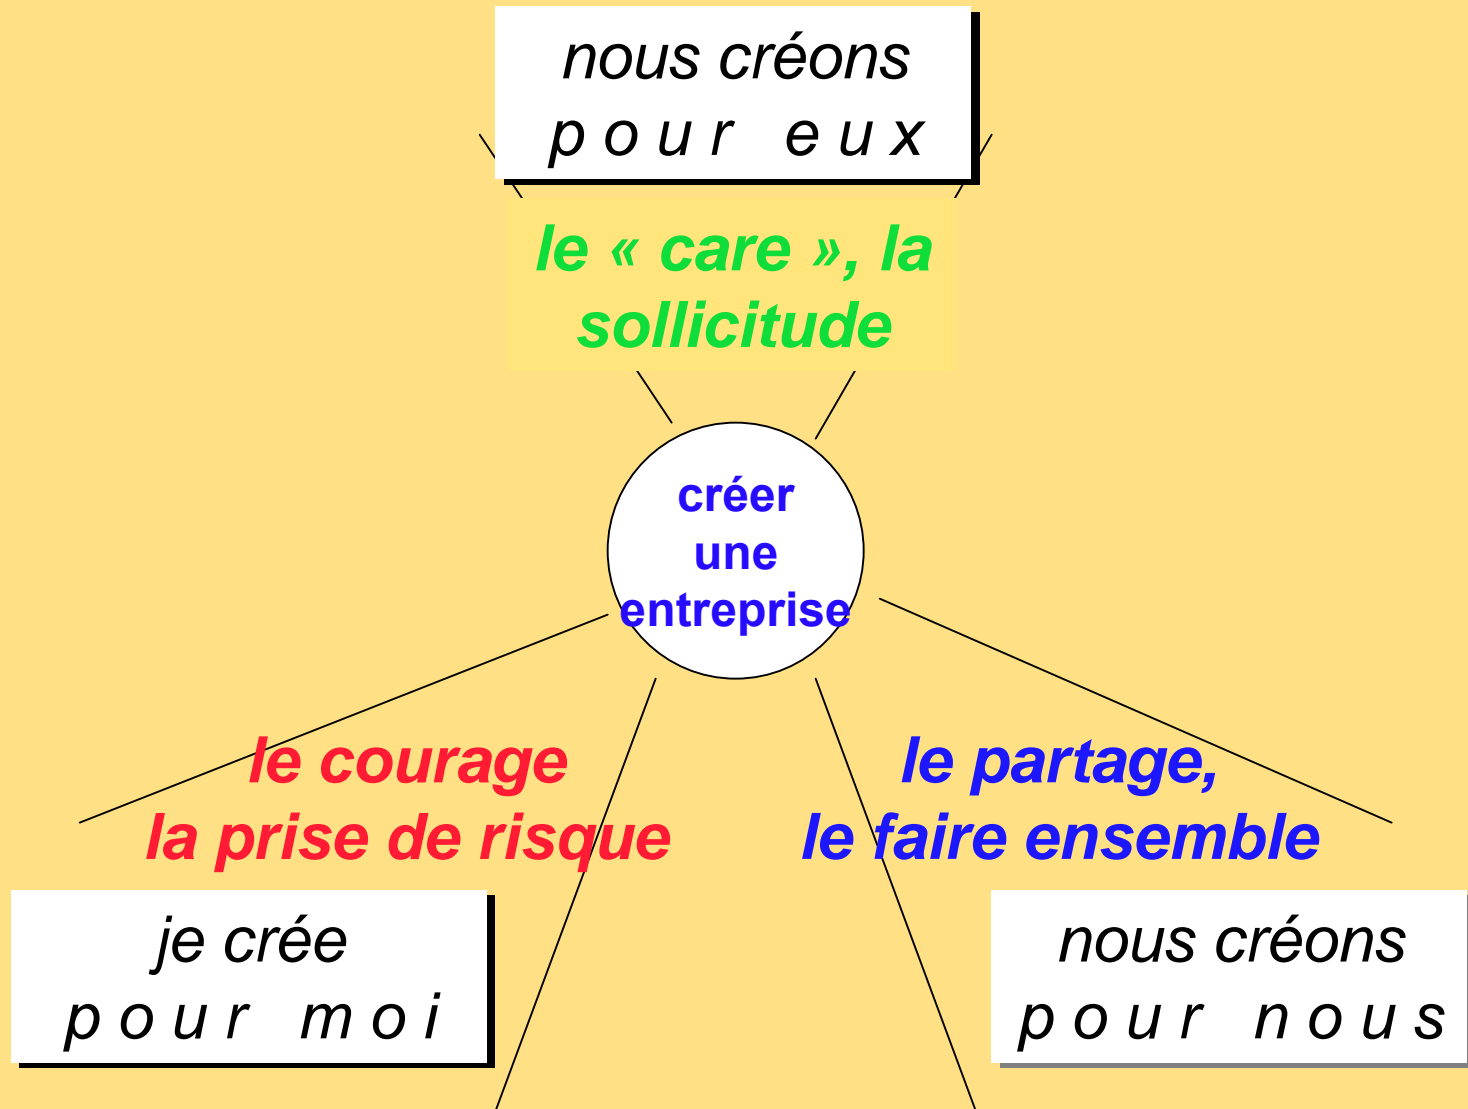 nous créons
pour eux
le « care », la
sollicitude
créer
une
entreprise
le courage
la prise de risque
je crée
pour moi
le partage,
le faire ensemble
nous créons
pour nous